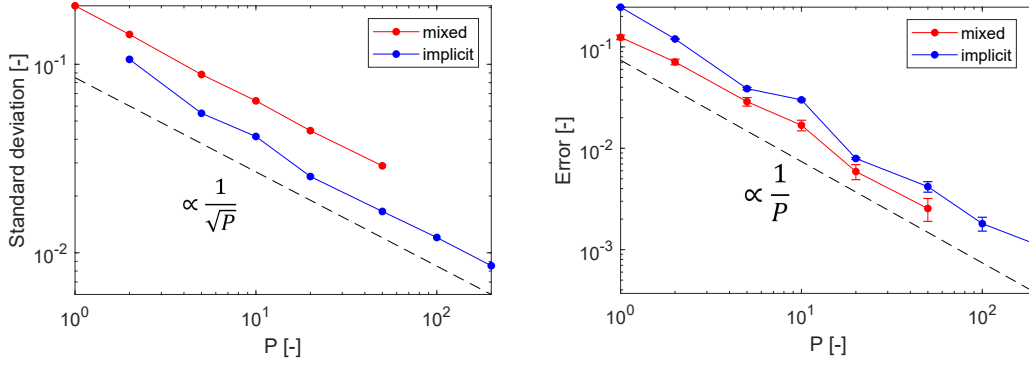 mixed
implicit
Standard deviation [-]
10^-1
10^-2
∝ 1/√P
10^0
10^1
10^2
P [-]
mixed
implicit
Error [-]
10^-1
10^-2
10^-3
∝ 1/P
10^0
10^1
10^2
P [-]